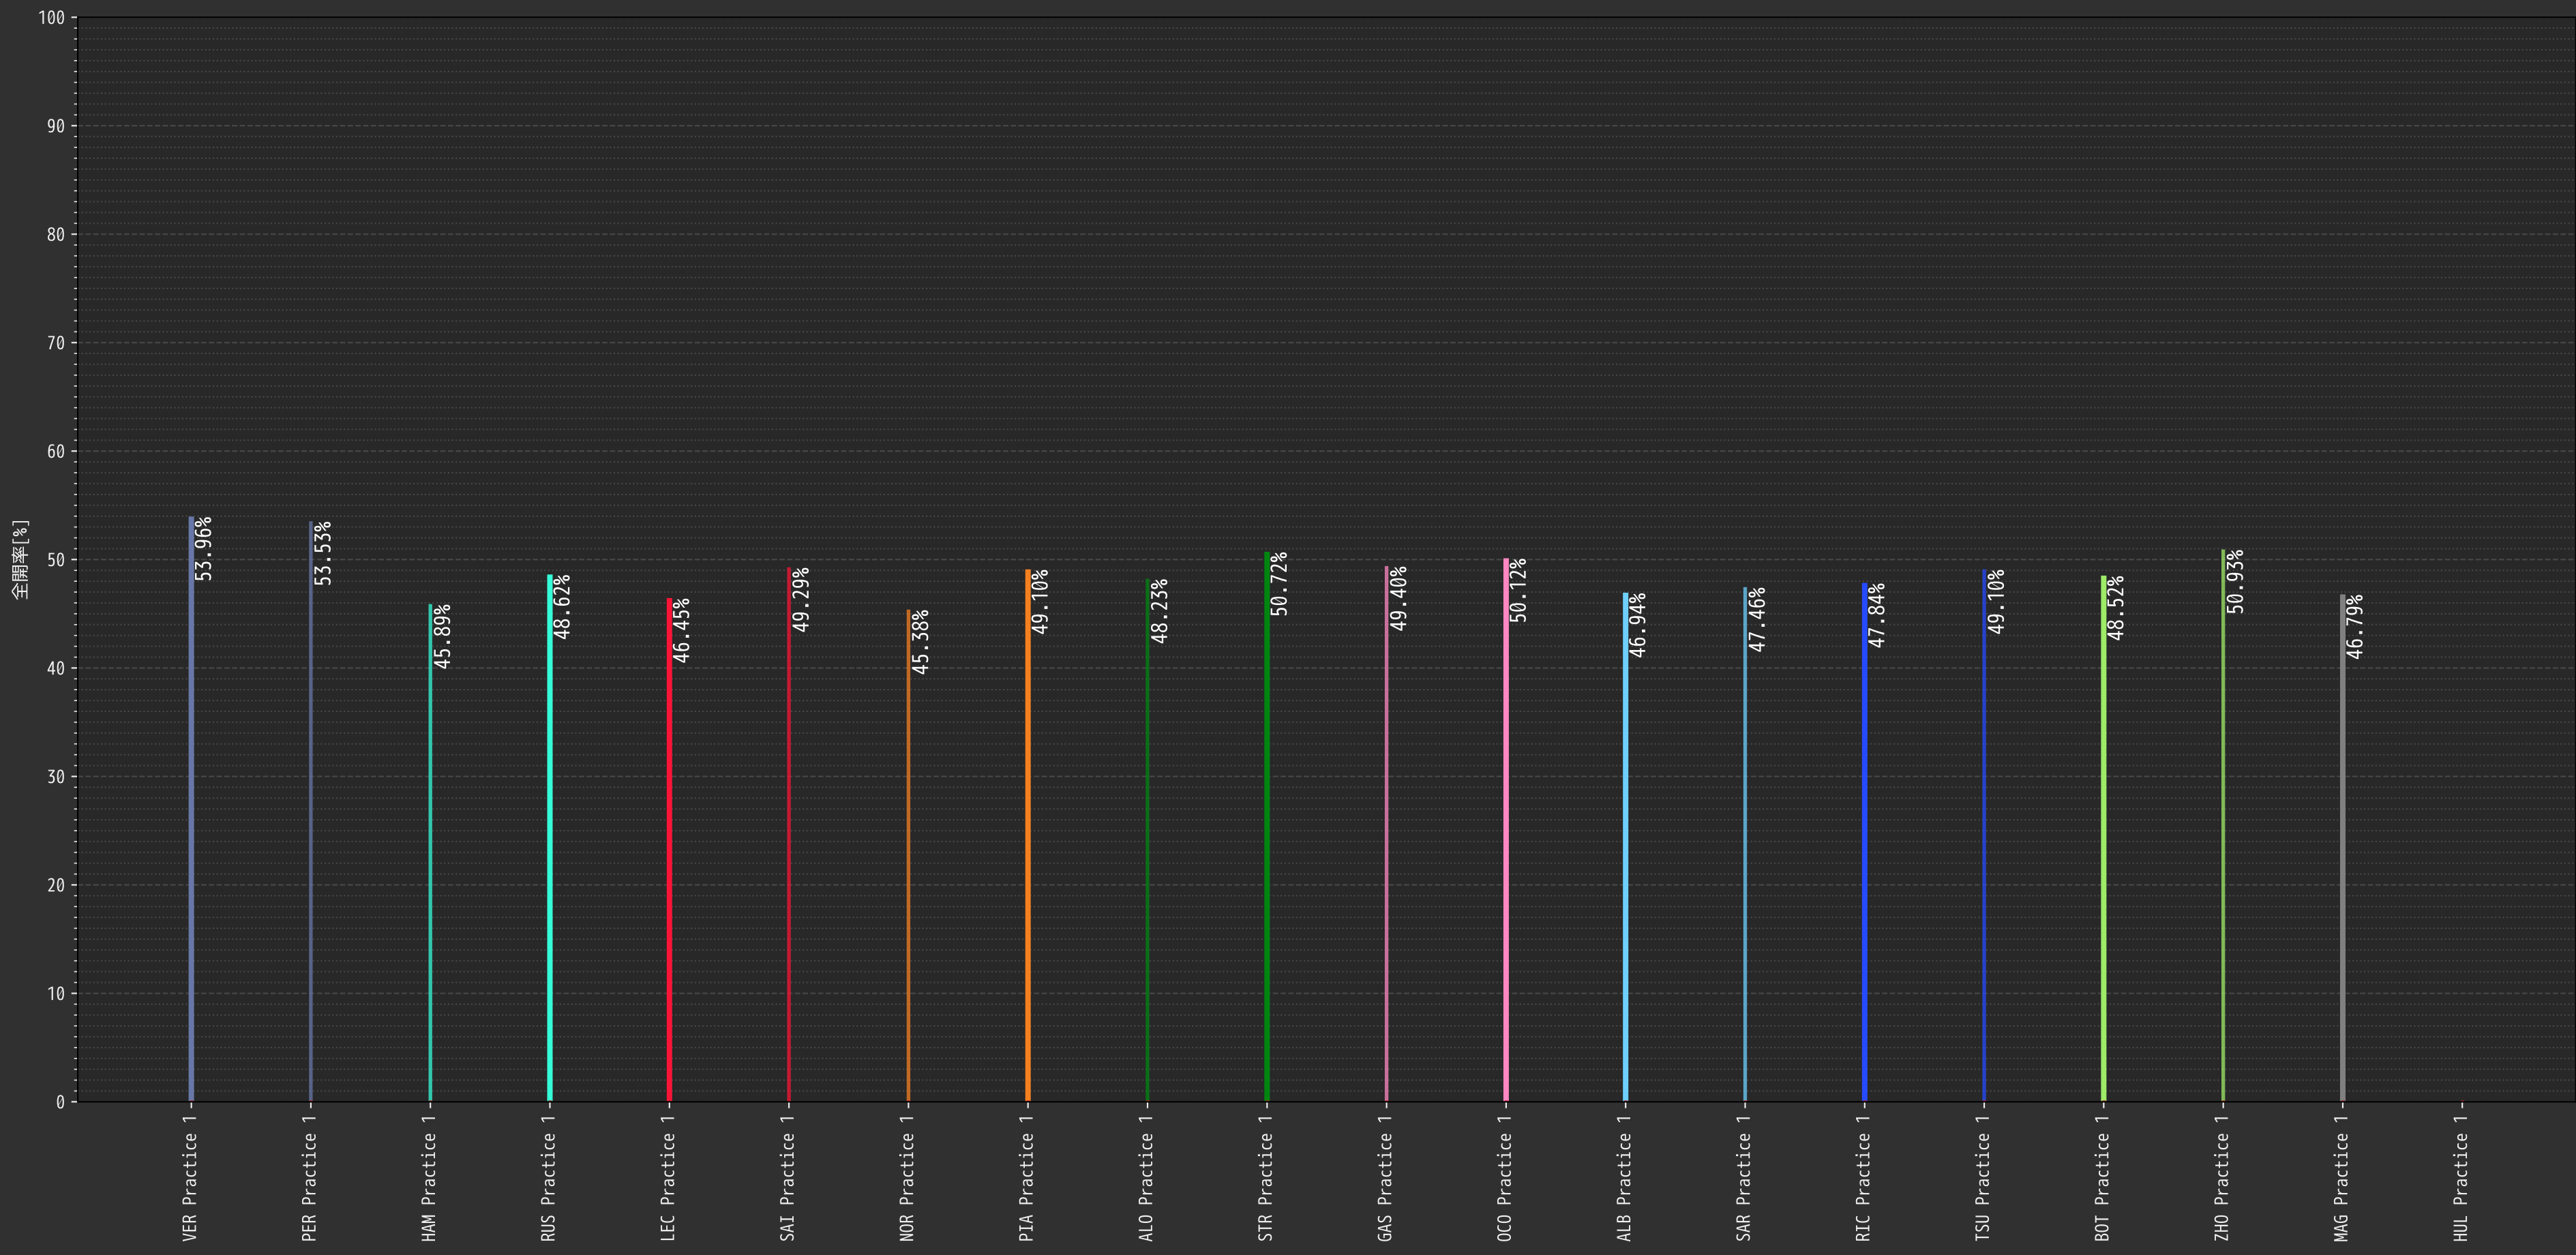 100
90
80
70
60
50
40
30
20
10
0
全開率[%]
53.96%
53.53%
45.89%
48.62%
46.45%
49.29%
45.38%
49.10%
48.23%
50.72%
49.40%
50.12%
46.94%
47.46%
47.84%
49.10%
48.52%
50.93%
46.79%
VER Practice 1
PER Practice 1
HAM Practice 1
RUS Practice 1
LEC Practice 1
SAI Practice 1
NOR Practice 1
PIA Practice 1
ALO Practice 1
STR Practice 1
GAS Practice 1
OCO Practice 1
ALB Practice 1
SAR Practice 1
RIC Practice 1
TSU Practice 1
BOT Practice 1
ZHO Practice 1
MAG Practice 1
HUL Practice 1